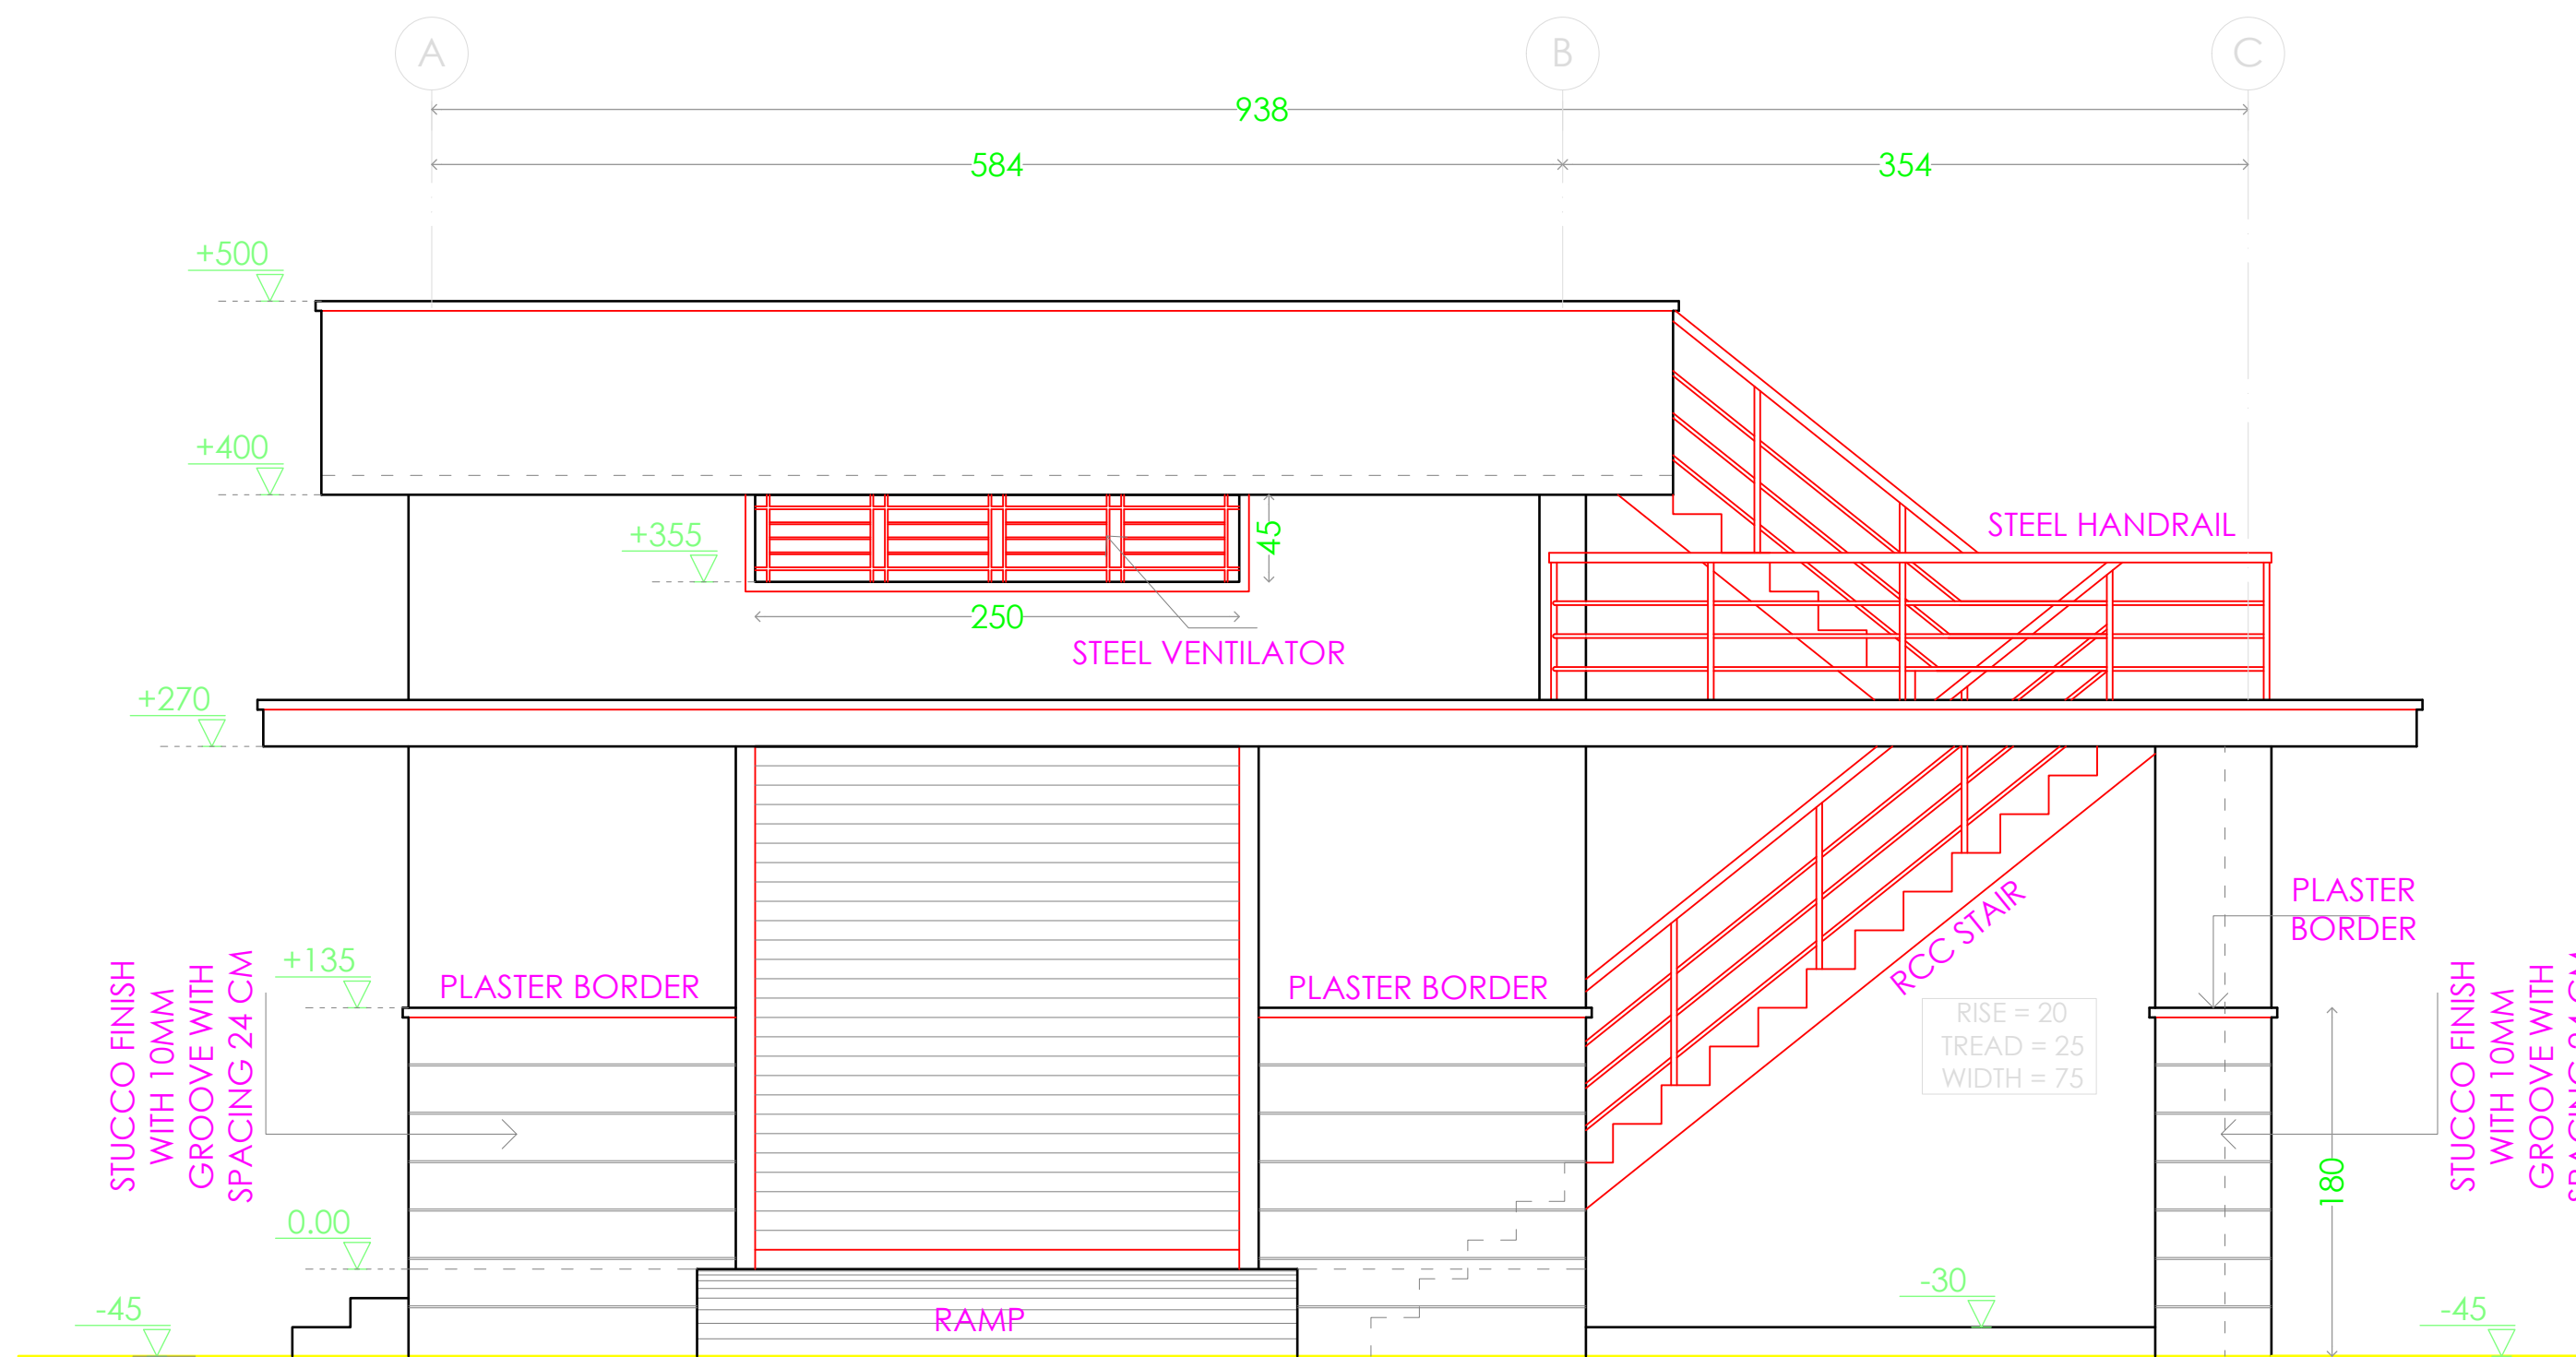 A
B
C
938
584
354
+500
+400
+355
45
250
STEEL VENTILATOR
STEEL HANDRAIL
+270
+135
PLASTER BORDER
PLASTER BORDER
PLASTER
BORDER
RCC STAIR
RISE = 20
TREAD = 25
WIDTH = 75
STUCCO FINISH
WITH 10MM
GROOVE WITH
SPACING 24 CM
STUCCO FINISH
WITH 10MM
GROOVE WITH
180
0.00
-30
-45
RAMP
-45